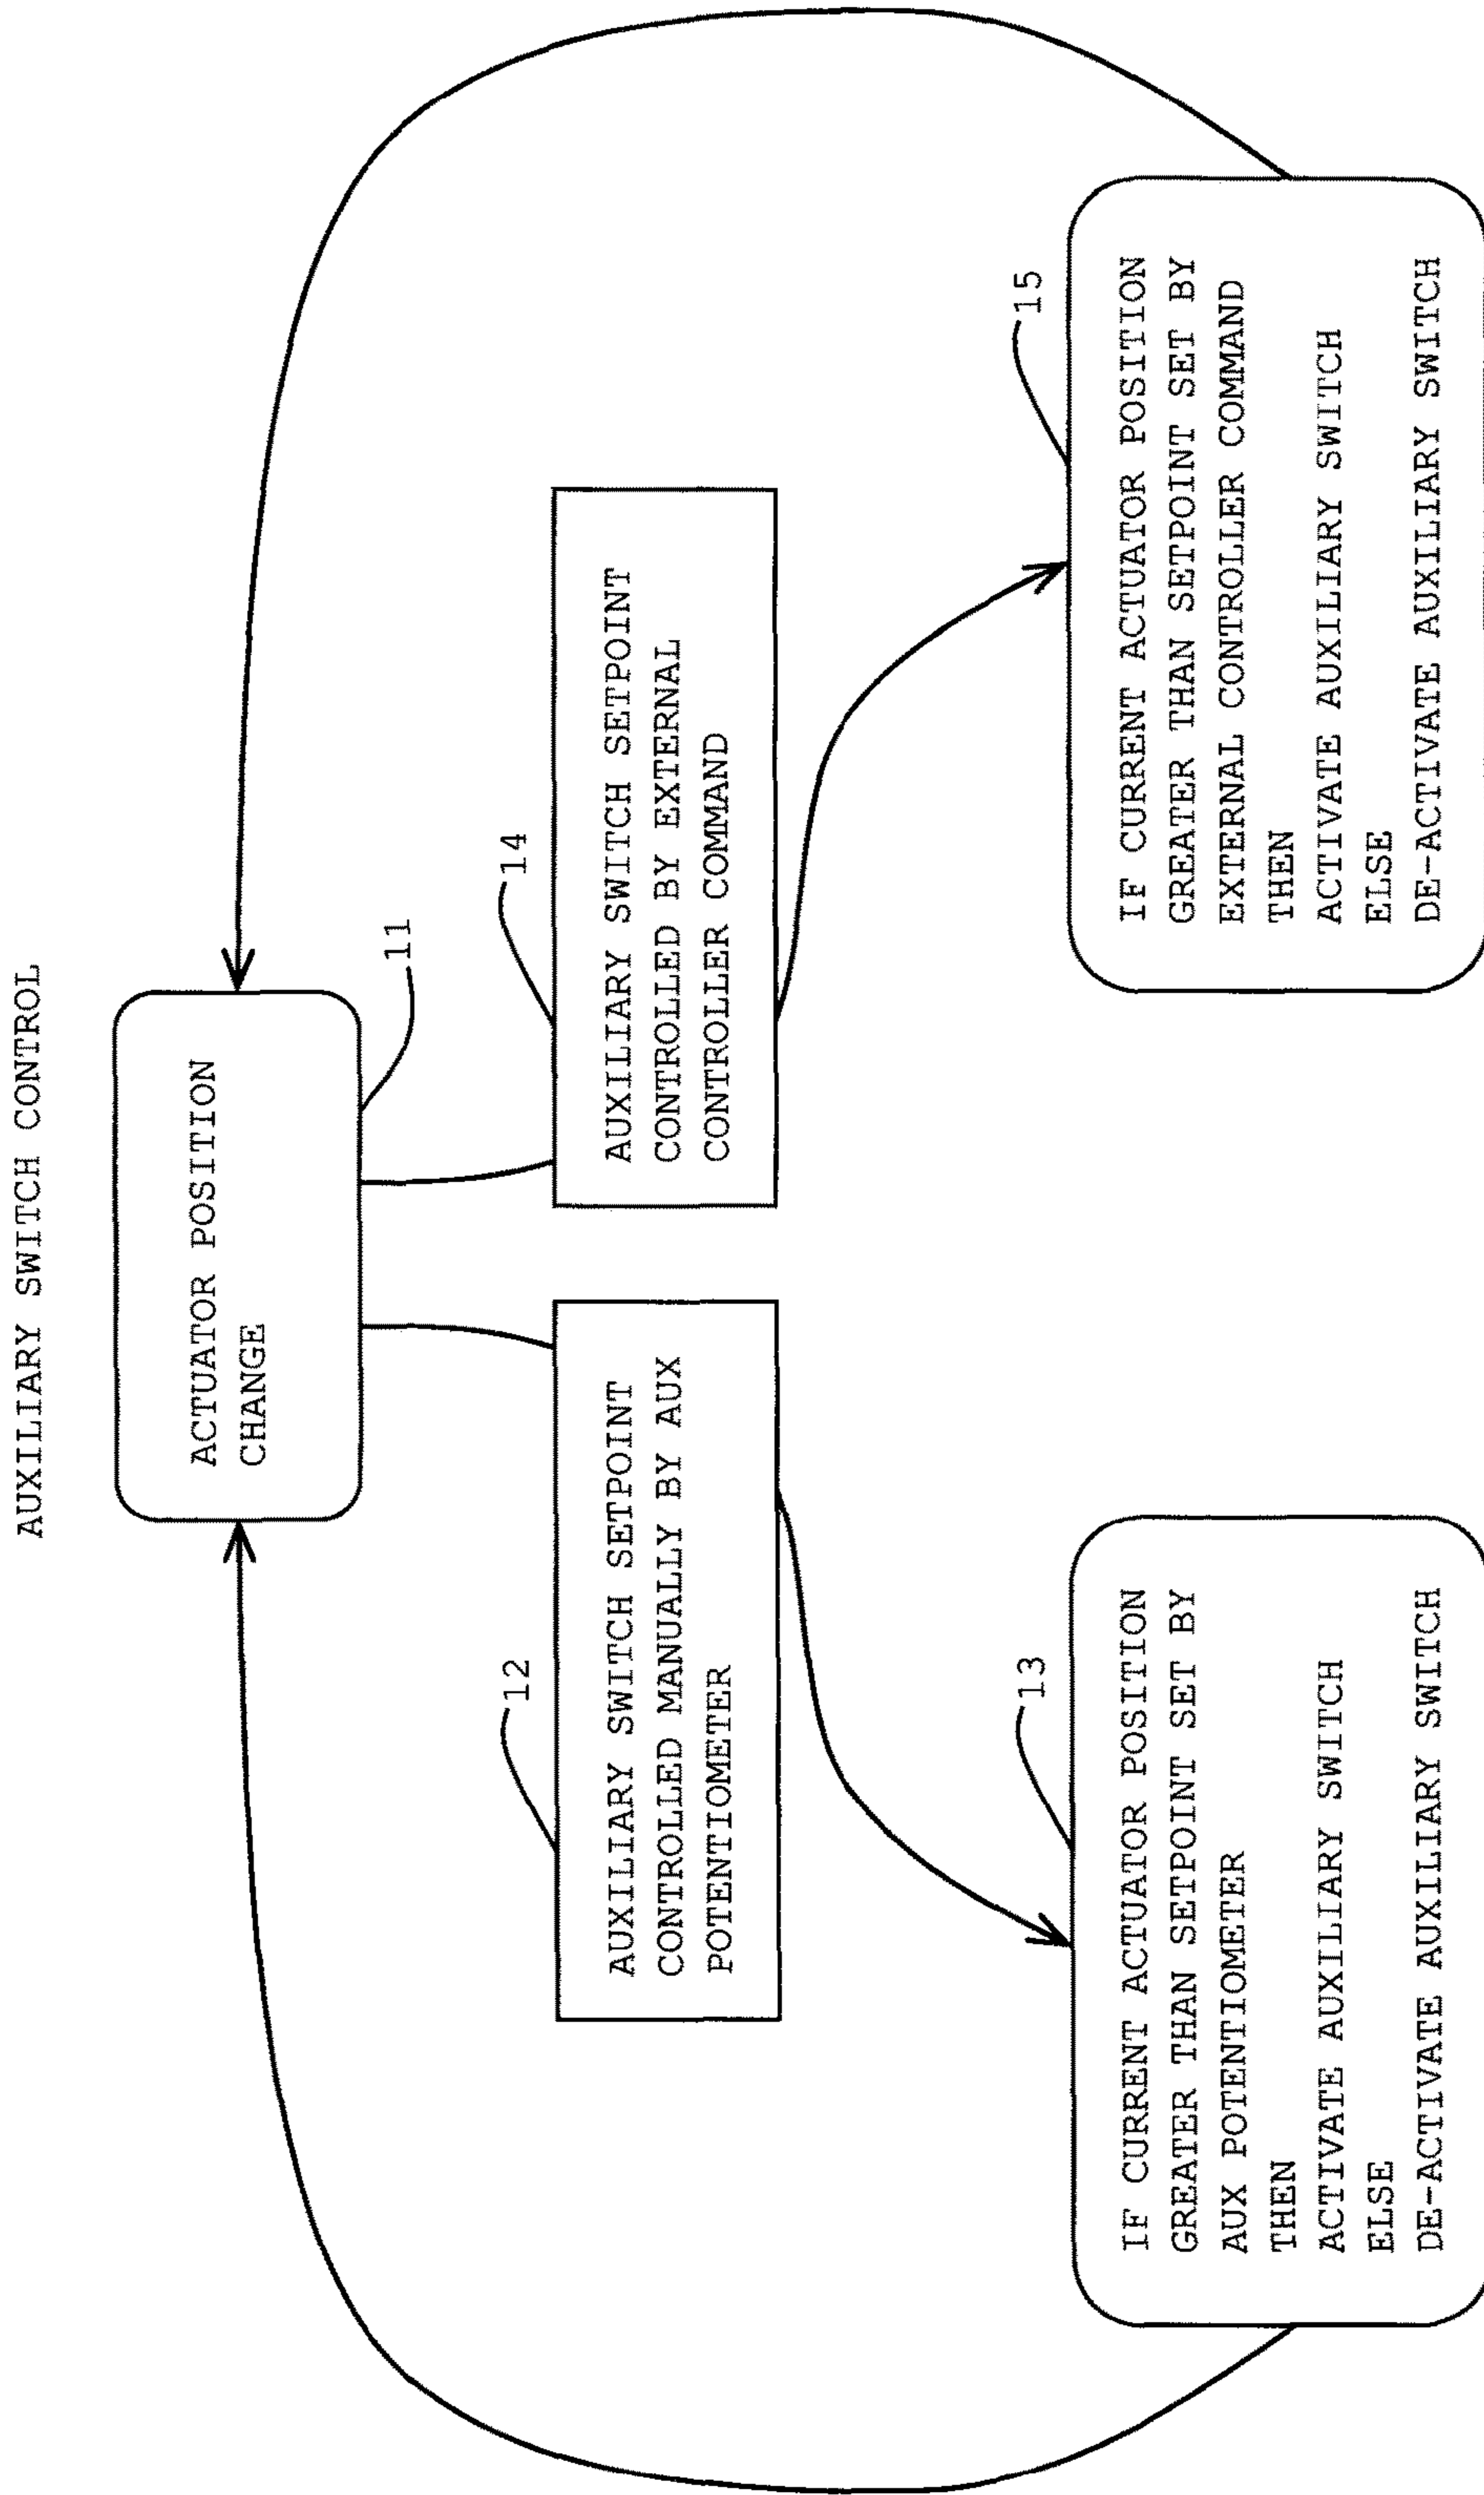 AUXILIARY SWITCH CONTROL
ACTUATOR POSITION
CHANGE
11
12
AUXILIARY SWITCH SETPOINT
CONTROLLED MANUALLY BY AUX
POTENTIOMETER
14
AUXILIARY SWITCH SETPOINT
CONTROLLED BY EXTERNAL
CONTROLLER COMMAND
13
IF CURRENT ACTUATOR POSITION
GREATER THAN SETPOINT SET BY
AUX POTENTIOMETER
THEN
ACTIVATE AUXILIARY SWITCH
ELSE
DE-ACTIVATE AUXILIARY SWITCH
15
IF CURRENT ACTUATOR POSITION
GREATER THAN SETPOINT SET BY
EXTERNAL CONTROLLER COMMAND
THEN
ACTIVATE AUXILIARY SWITCH
ELSE
DE-ACTIVATE AUXILIARY SWITCH